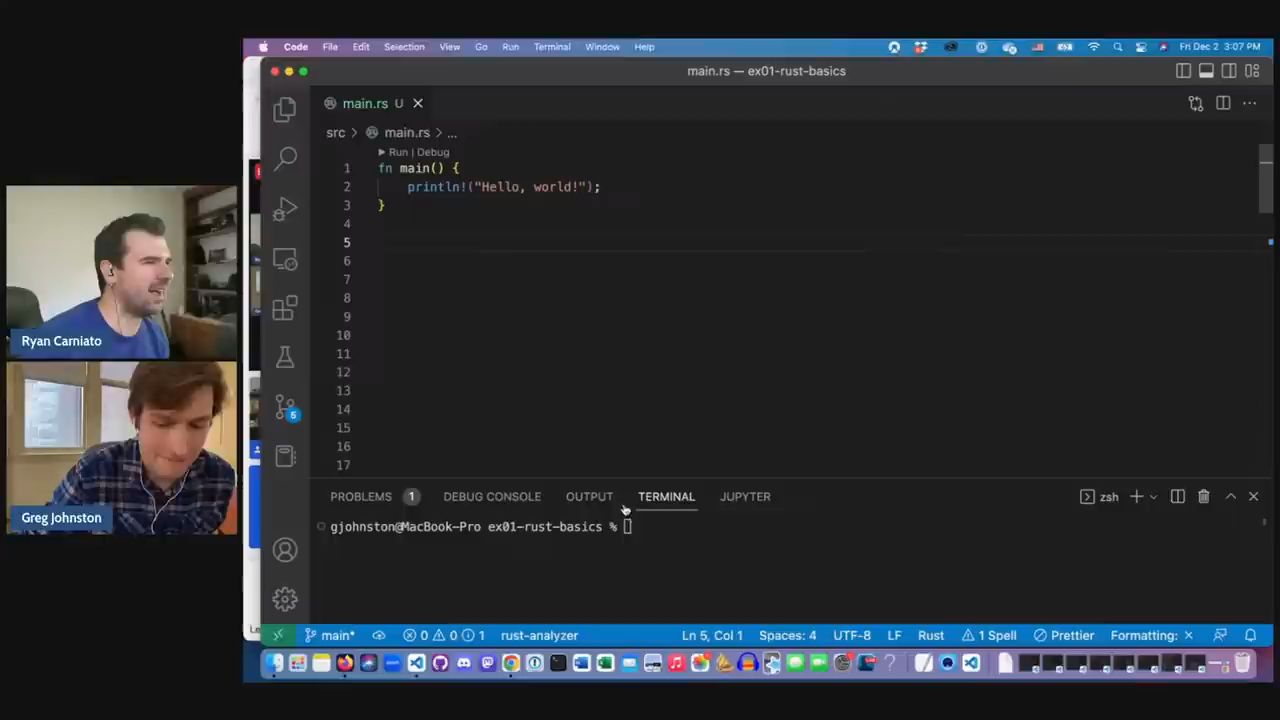 Code File Edit Selection View Go Run Terminal Window Help Fri Dec 2 3:07 PM
main.rs — ex01-rust-basics
main.rs U
src > main.rs > ...
Run | Debug
1 fn main() {
2 println!("Hello, world!");
3 }
4
5
6
7
8
9
10
11
12
13
14
15
16
17
5
PROBLEMS 1 DEBUG CONSOLE OUTPUT TERMINAL JUPYTER zsh
gjohnston@MacBook-Pro ex01-rust-basics %
main* 0 0 1 rust-analyzer Ln 5, Col 1 Spaces: 4 UTF-8 LF Rust 1 Spell Prettier Formatting:
Ryan Carniato
Greg Johnston